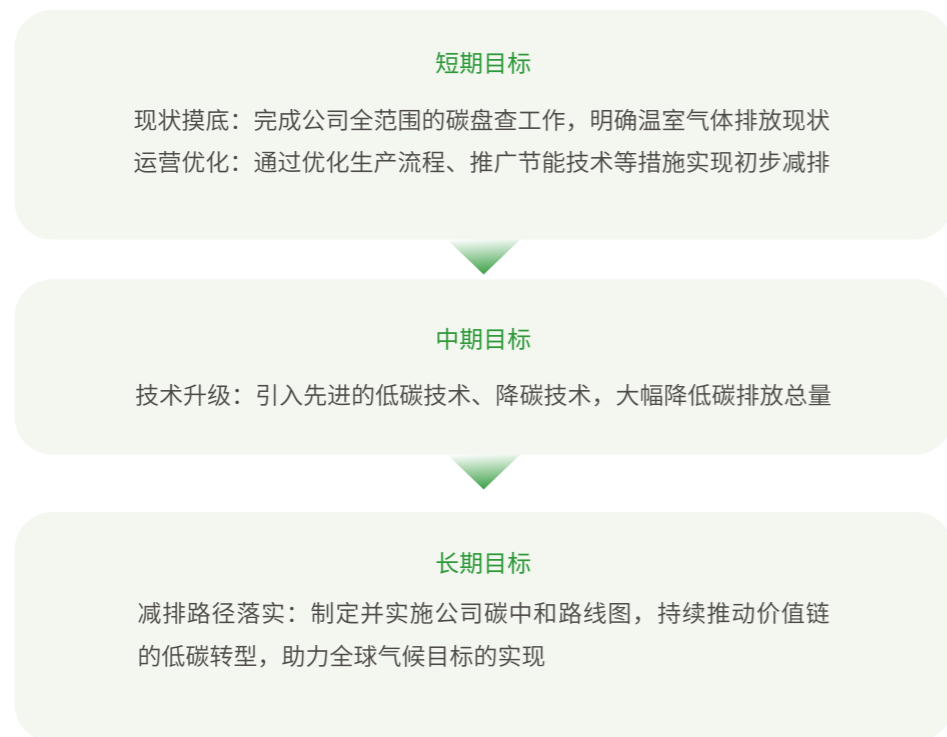 短期目标
现状摸底：完成公司全范围的碳盘查工作，明确温室气体排放现状
运营优化：通过优化生产流程、推广节能技术等措施实现初步减排
中期目标
技术升级：引入先进的低碳技术、降碳技术，大幅降低碳排放总量
长期目标
减排路径落实：制定并实施公司碳中和路线图，持续推动价值链
的低碳转型，助力全球气候目标的实现